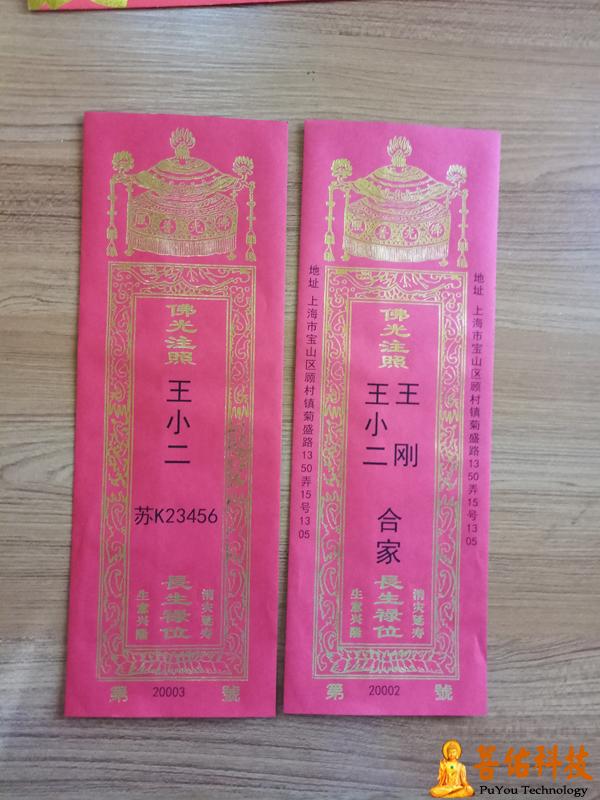 佛光注照
王小二
苏K23456
長生禄位
消灾延寿
生意兴隆
第 20003 號
佛光注照
地址 上海市宝山区顾村镇菊盛路1350弄15号1305
地址 上海市宝山区顾村镇菊盛路1350弄15号1305
王刚
王小二
合家
長生禄位
消灾延寿
生意兴隆
第 20002 號
菩佑科技
PuYou Technology